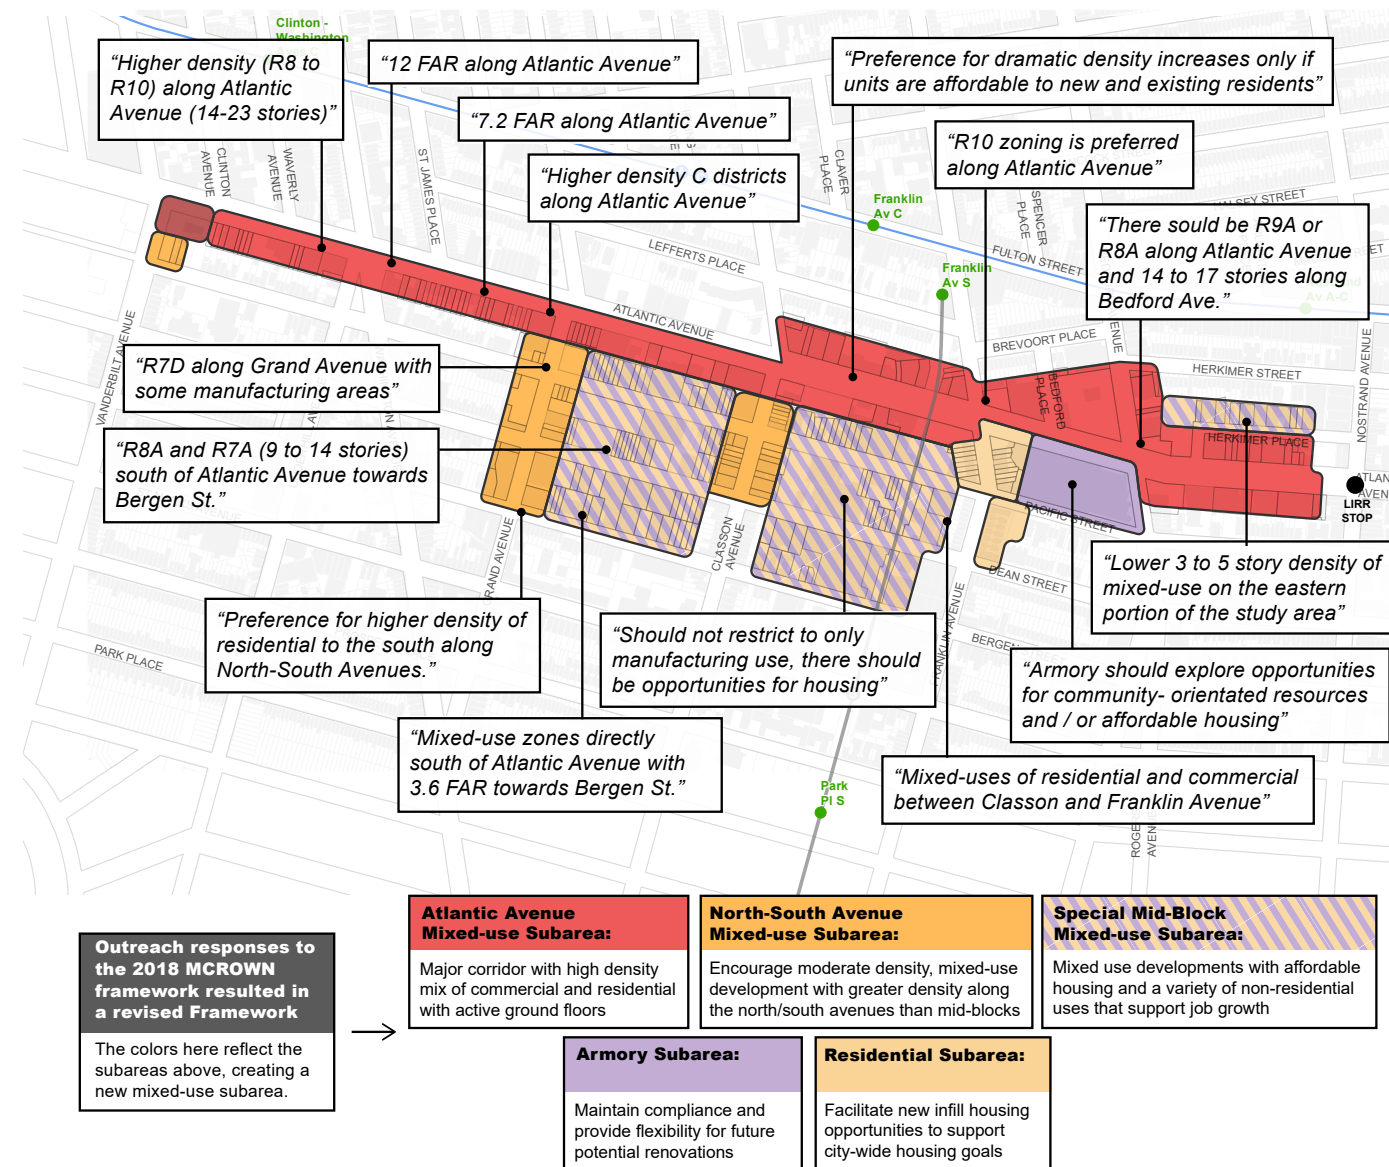 Clinton -
Washington
“Higher density (R8 to
R10) along Atlantic
Avenue (14-23 stories)”
“12 FAR along Atlantic Avenue”
“7.2 FAR along Atlantic Avenue”
“Higher density C districts
along Atlantic Avenue”
“Preference for dramatic density increases only if
units are affordable to new and existing residents”
“R10 zoning is preferred
along Atlantic Avenue”
“There sould be R9A or
R8A along Atlantic Avenue
and 14 to 17 stories along
Bedford Ave.”
CLINTON
AVENUE
WAVERLY
AVENUE
ST JAMES PLACE
LEFFERTS PLACE
CLAVER
PLACE
Franklin
Av C
SPENCER
PLACE
FULTON STREET
Franklin
Av S
Av A-C
ATLANTIC AVENUE
BREVOORT PLACE
BEDFORD
PLACE
HERKIMER STREET
HERKIMER PLACE
NOSTRAND AVENUE
VANDERBILT AVENUE
“R7D along Grand Avenue with
some manufacturing areas”
“R8A and R7A (9 to 14 stories)
south of Atlantic Avenue towards
Bergen St.”
LIRR
STOP
PACIFIC STREET
CLASSON
AVENUE
DEAN STREET
“Lower 3 to 5 story density of
mixed-use on the eastern
portion of the study area”
“Preference for higher density of
residential to the south along
North-South Avenues.”
“Should not restrict to only
manufacturing use, there should
be opportunities for housing”
“Armory should explore opportunities
for community- orientated resources
and / or affordable housing”
PARK PLACE
“Mixed-use zones directly
south of Atlantic Avenue with
3.6 FAR towards Bergen St.”
“Mixed-uses of residential and commercial
between Classon and Franklin Avenue”
Park
Pl S
Outreach responses to
the 2018 MCROWN
framework resulted in
a revised Framework
The colors here reflect the
subareas above, creating a
new mixed-use subarea.
Atlantic Avenue
Mixed-use Subarea:
Major corridor with high density
mix of commercial and residential
with active ground floors
North-South Avenue
Mixed-use Subarea:
Encourage moderate density, mixed-use
development with greater density along
the north/south avenues than mid-blocks
Special Mid-Block
Mixed-use Subarea:
Mixed use developments with affordable
housing and a variety of non-residential
uses that support job growth
Armory Subarea:
Maintain compliance and
provide flexibility for future
potential renovations
Residential Subarea:
Facilitate new infill housing
opportunities to support
city-wide housing goals